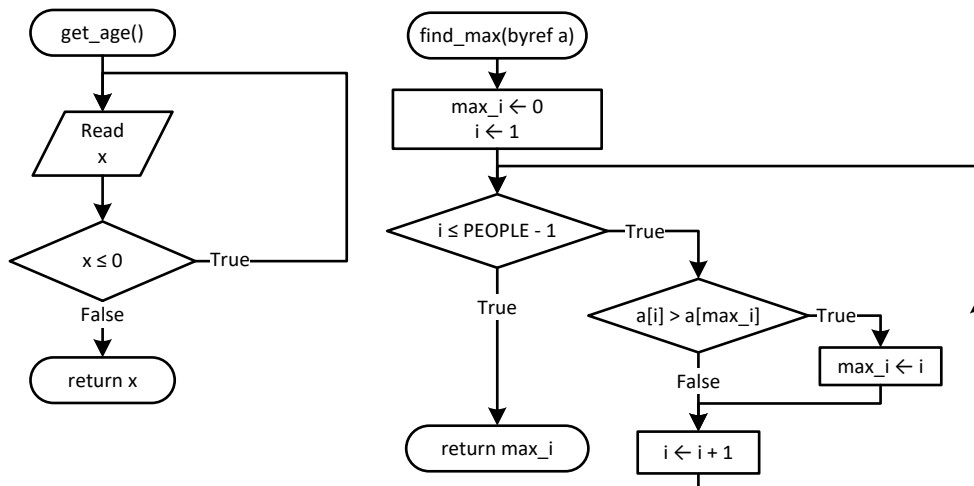 get_age()
Read
x
x ≤ 0
True
False
return x
find_max(byref a)
max_i ← 0
i ← 1
i ≤ PEOPLE - 1
True
True
a[i] > a[max_i]
True
False
max_i ← i
i ← i + 1
return max_i